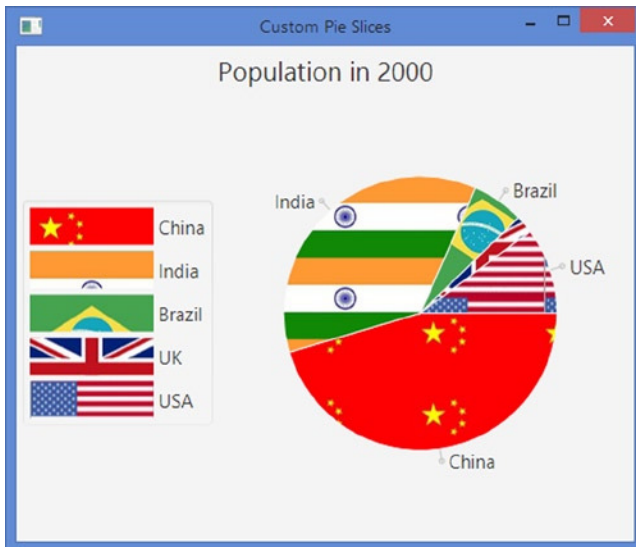 Custom Pie Slices
Population in 2000
China
India
Brazil
UK
USA
India
Brazil
USA
China